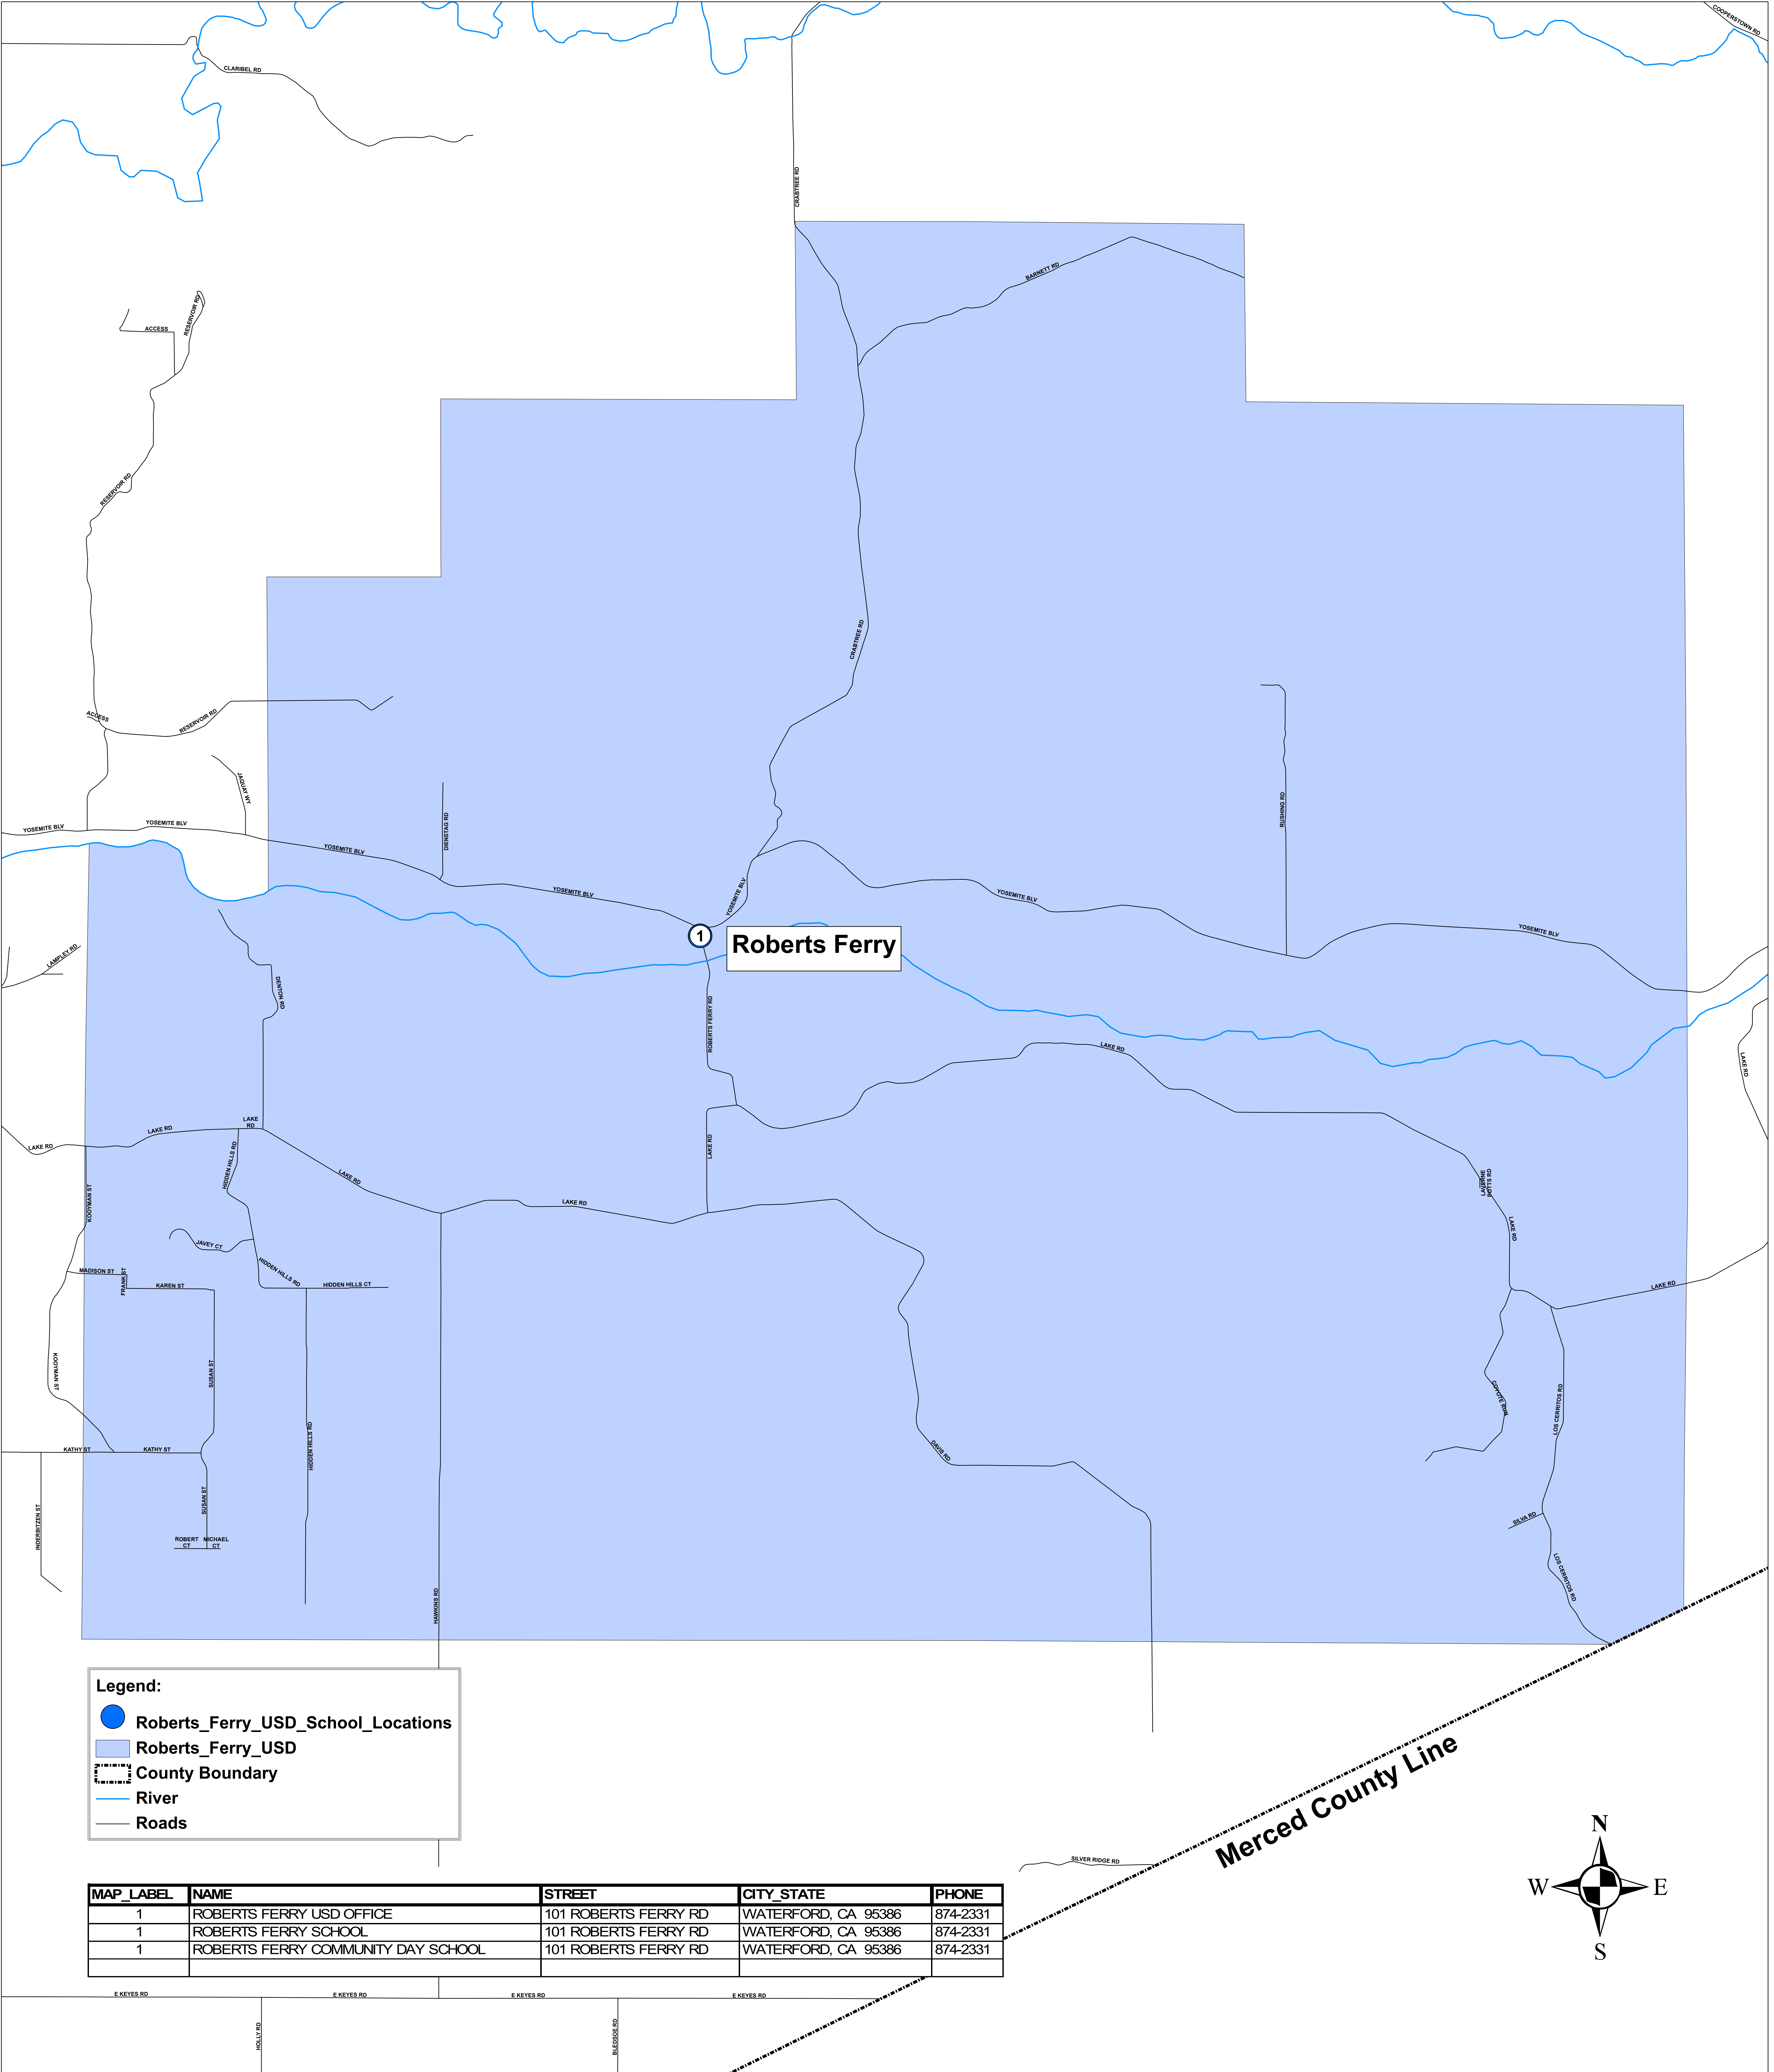 COOPERSTOWN RD
CLARIBEL RD
CRABTREE RD
BARNETT RD
RESERVOIR RD
ACCESS
RESERVOIR RD
CRABTREE RD
ACCESS
RESERVOIR RD
JAQUAY WY
RUSHING RD
YOSEMITE BLV
YOSEMITE BLV
YOSEMITE BLV
DIENSTAG RD
YOSEMITE BLV
YOSEMITE BLV
YOSEMITE BLV
YOSEMITE BLV
1
Roberts Ferry
LAMPLEY RD
DENTON RD
ROBERTS FERRY RD
LAKE RD
LAKE RD
LAKE RD
LAKE RD
LAKE
RD
HIDDEN HILLS RD
LAKE RD
LAKE RD
LAKE RD
KOOYMAN ST
LAVERNE
BOTTS RD
LAKE RD
JAVEY CT
MADISON ST
FRANK ST
KAREN ST
HIDDEN HILLS RD
HIDDEN HILLS CT
LAKE RD
KOOYMAN ST
SUSAN ST
COYOTE RUN
LOS CERRITOS RD
HIDDEN HILLS RD
KATHY ST
KATHY ST
DAVIS RD
SUSAN ST
INDERBITZEN ST
ROBERT
CT
MICHAEL
CT
SILVA RD
LOS CERRITOS RD
HAWKINS RD
Legend:
Roberts_Ferry_USD_School_Locations
Roberts_Ferry_USD
County Boundary
River
Roads
Merced County Line
SILVER RIDGE RD
N
W E
S
MAP_LABEL NAME STREET CITY_STATE PHONE
1 ROBERTS FERRY USD OFFICE 101 ROBERTS FERRY RD WATERFORD, CA 95386 874-2331
1 ROBERTS FERRY SCHOOL 101 ROBERTS FERRY RD WATERFORD, CA 95386 874-2331
1 ROBERTS FERRY COMMUNITY DAY SCHOOL 101 ROBERTS FERRY RD WATERFORD, CA 95386 874-2331
E KEYES RD
E KEYES RD
E KEYES RD
E KEYES RD
HOLLY RD
BLEDSOE RD